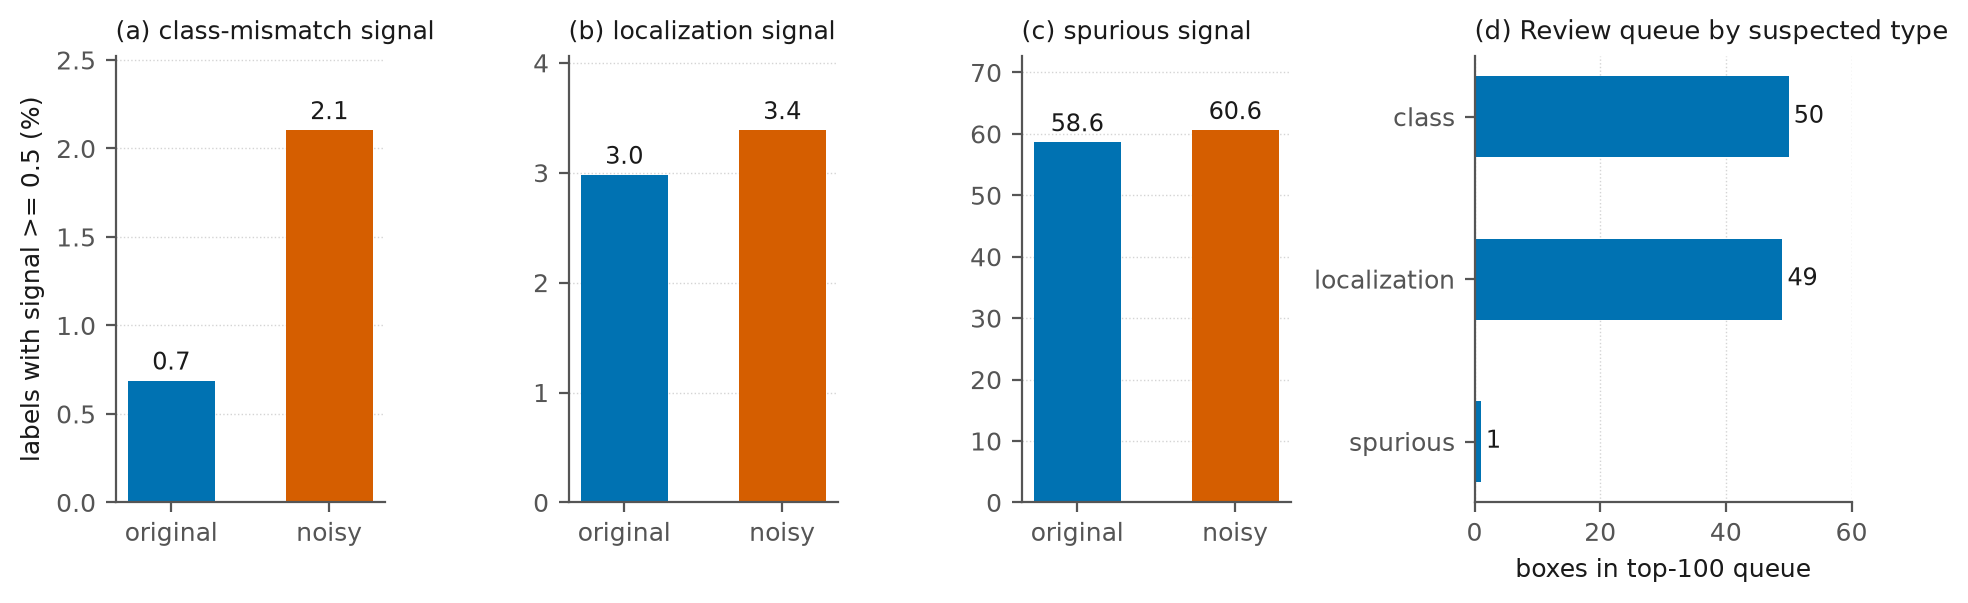 (a) class-mismatch signal
labels with signal >= 0.5 (%)
2.5
2.0
1.5
1.0
0.5
0.0
0.7
2.1
original
noisy
(b) localization signal
4
3
2
1
0
3.0
3.4
original
noisy
(c) spurious signal
70
60
50
40
30
20
10
0
58.6
60.6
original
noisy
(d) Review queue by suspected type
class
50
localization
49
spurious
1
0
20
40
60
boxes in top-100 queue